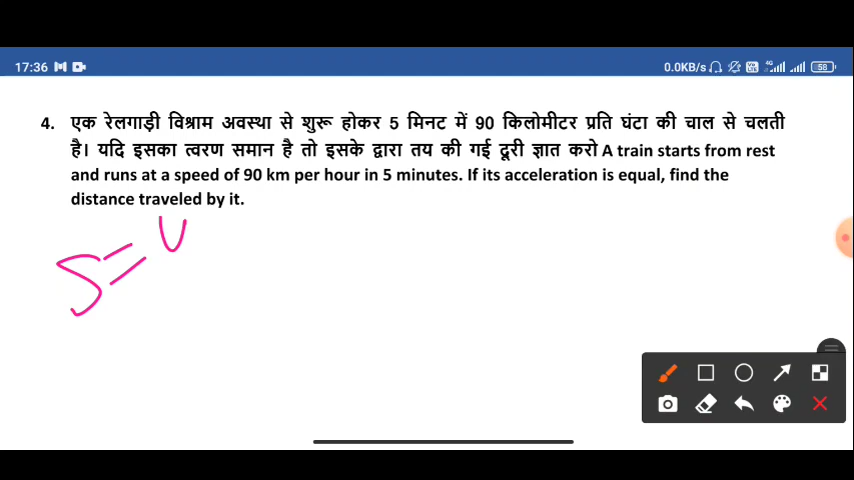 17:36 0.0KB/s 4G 58
4. एक रेलगाड़ी विश्राम अवस्था से शुरू होकर 5 मिनट में 90 किलोमीटर प्रति घंटा की चाल से चलती
है। यदि इसका त्वरण समान है तो इसके द्वारा तय की गई दूरी ज्ञात करो A train starts from rest
and runs at a speed of 90 km per hour in 5 minutes. If its acceleration is equal, find the
distance traveled by it.
S = U